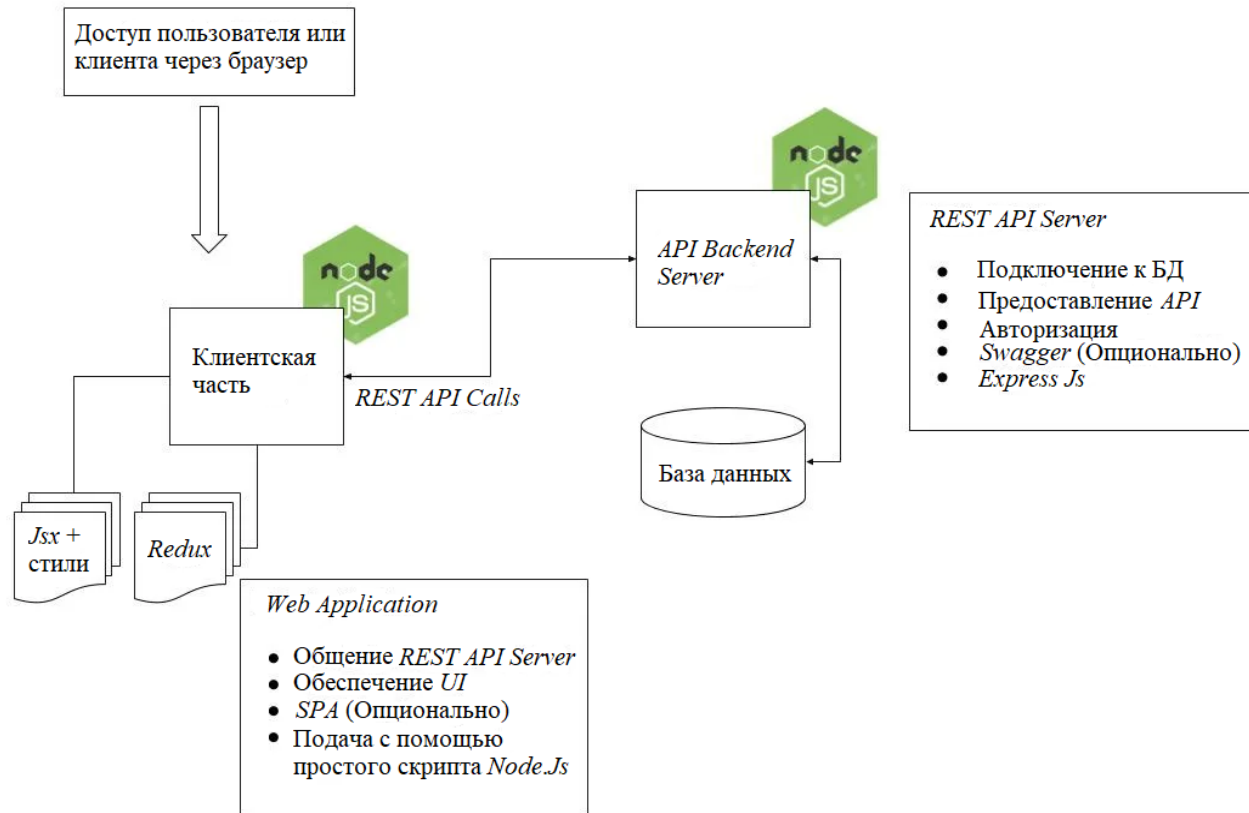 Доступ пользователя или
клиента через браузер
node
JS
API Backend
Server
REST API Server
Подключение к БД
Предоставление API
Авторизация
Swagger (Опционально)
Express Js
node
JS
Клиентская
часть
REST API Calls
База данных
Jsx +
стили
Redux
Web Application
Общение REST API Server
Обеспечение UI
SPA (Опционально)
Подача с помощью
простого скрипта Node.Js